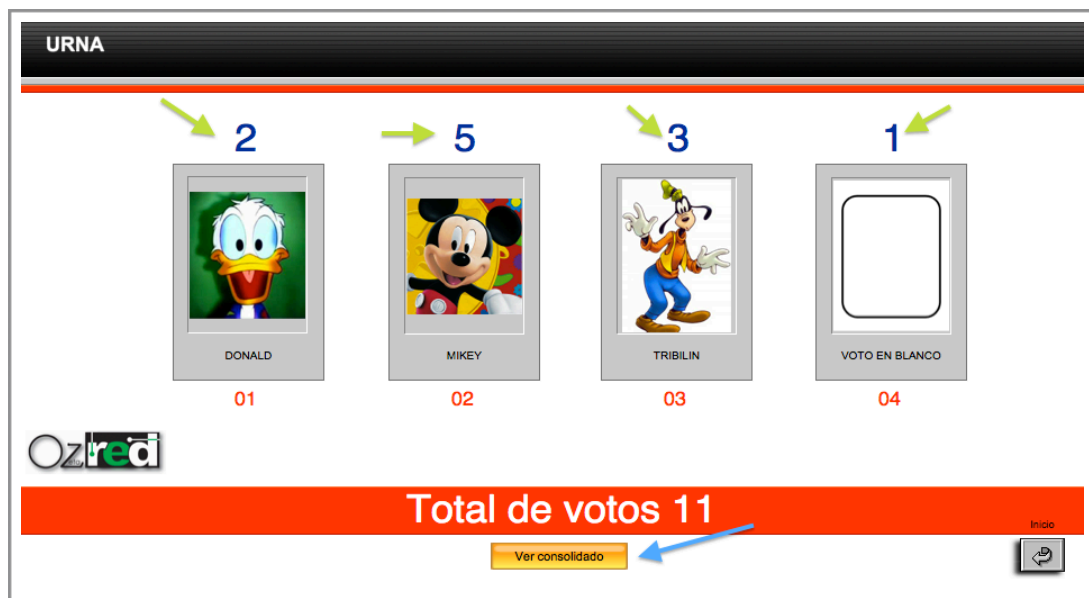 URNA
2
5
3
1
DONALD
MIKEY
TRIBILIN
VOTO EN BLANCO
01
02
03
04
Ozred
Total de votos 11
Inicio
Ver consolidado